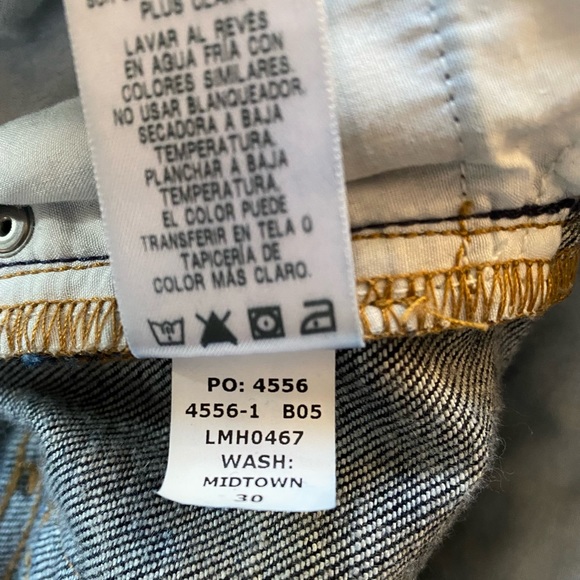 PLUS CLAI
LAVAR AL REVÉS
EN AGUA FRÍA CON
COLORES SIMILARES.
NO USAR BLANQUEADOR.
SECADORA A BAJA
TEMPERATURA.
PLANCHAR A BAJA
TEMPERATURA.
EL COLOR PUEDE
TRANSFERIR EN TELA O
TAPICERÍA DE
COLOR MÁS CLARO.
PO: 4556
4556-1 B05
LMH0467
WASH:
MIDTOWN
30